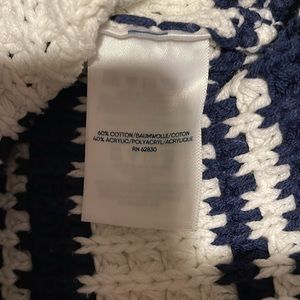 60% COTTON/BAUMWOLLE/COTON
40% ACRYLIC/POLYACRYL/ACRYLIQUE
RN 62830